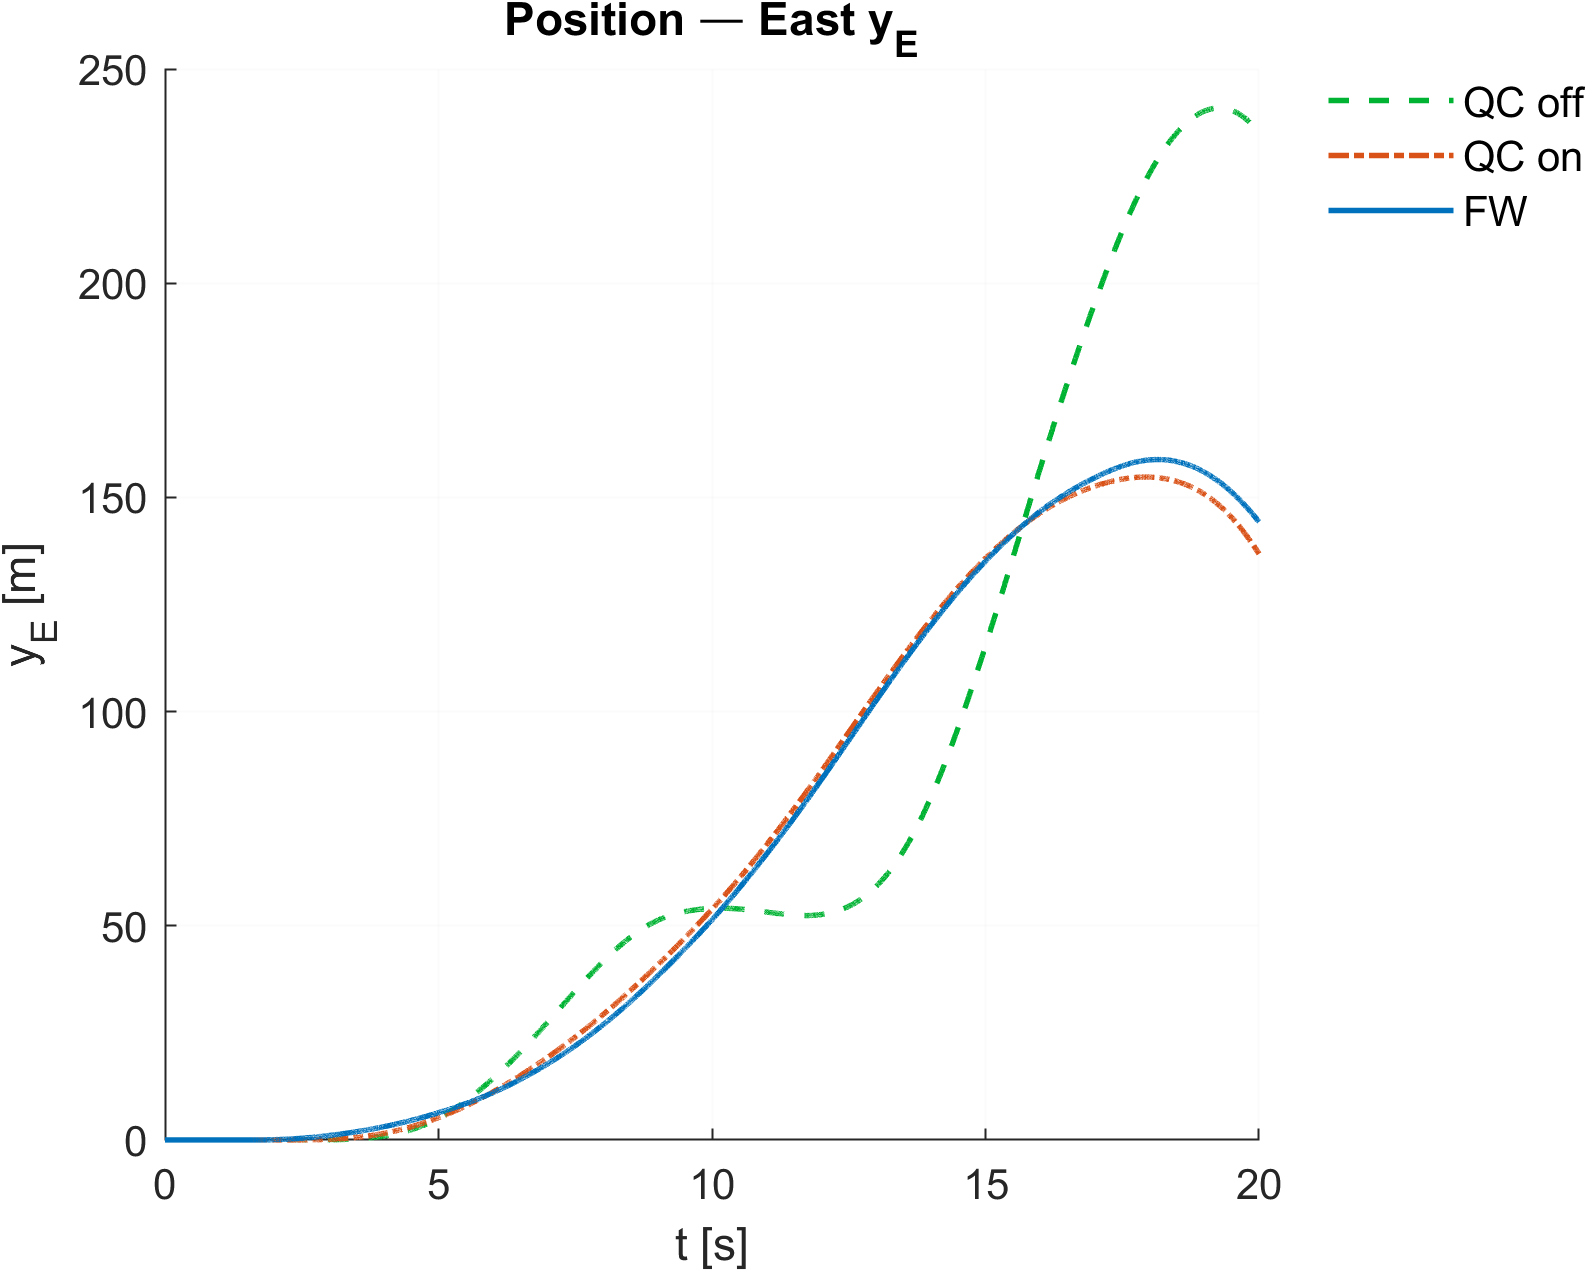 Position — East y_E
250
200
150
100
50
0
y_E [m]
0 5 10 15 20
t [s]
QC off
QC on
FW